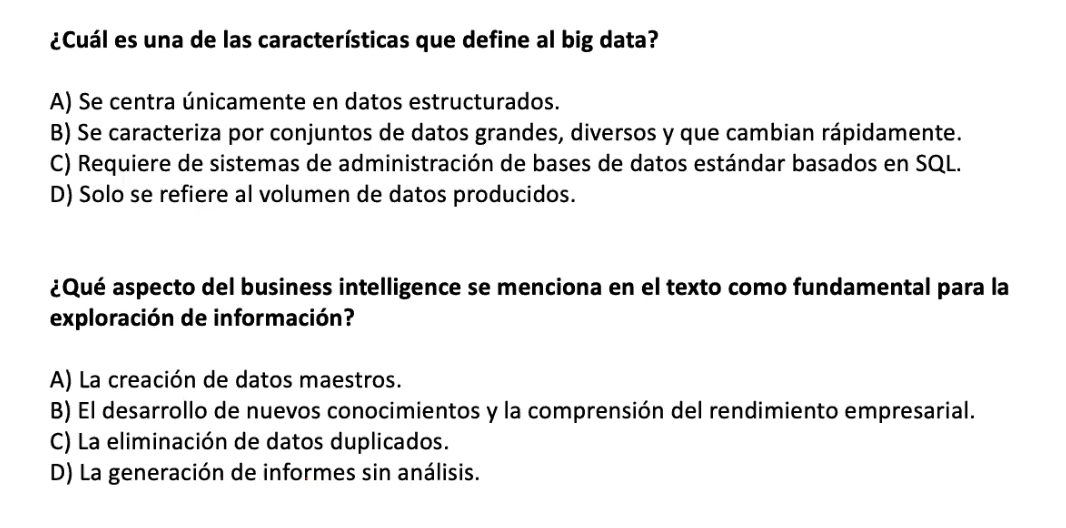 ¿Cuál es una de las características que define al big data?
A) Se centra únicamente en datos estructurados.
B) Se caracteriza por conjuntos de datos grandes, diversos y que cambian rápidamente.
C) Requiere de sistemas de administración de bases de datos estándar basados en SQL.
D) Solo se refiere al volumen de datos producidos.
¿Qué aspecto del business intelligence se menciona en el texto como fundamental para la
exploración de información?
A) La creación de datos maestros.
B) El desarrollo de nuevos conocimientos y la comprensión del rendimiento empresarial.
C) La eliminación de datos duplicados.
D) La generación de informes sin análisis.